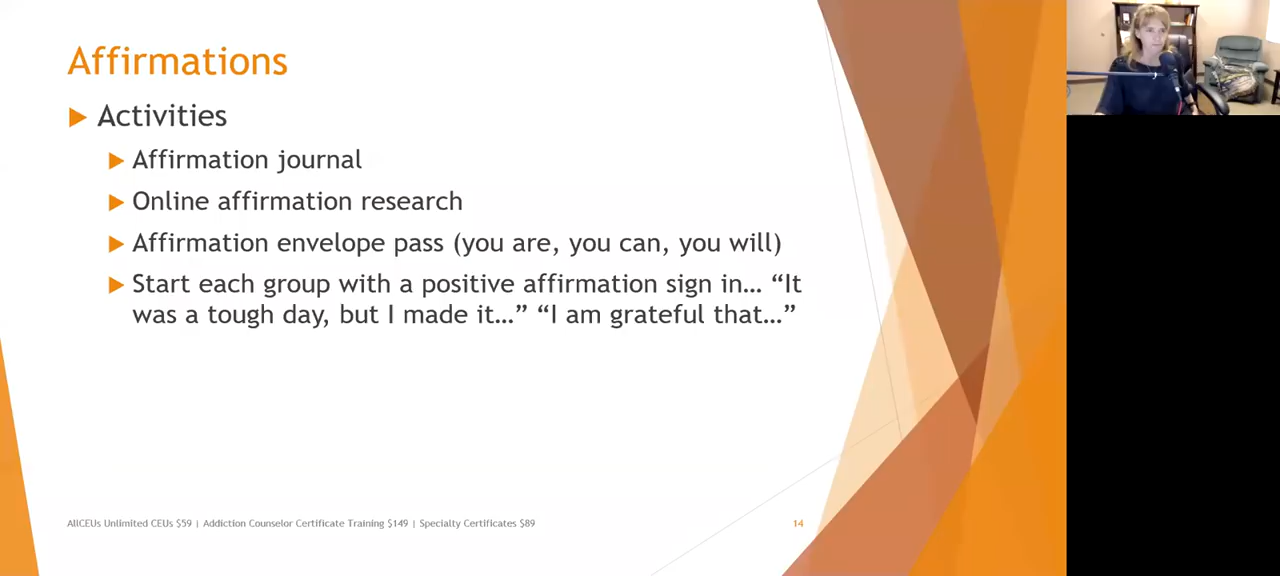 Affirmations
Activities
Affirmation journal
Online affirmation research
Affirmation envelope pass (you are, you can, you will)
Start each group with a positive affirmation sign in… “It
was a tough day, but I made it…” “I am grateful that…”
AllCEUs Unlimited CEUs $59 | Addiction Counselor Certificate Training $149 | Specialty Certificates $89
14